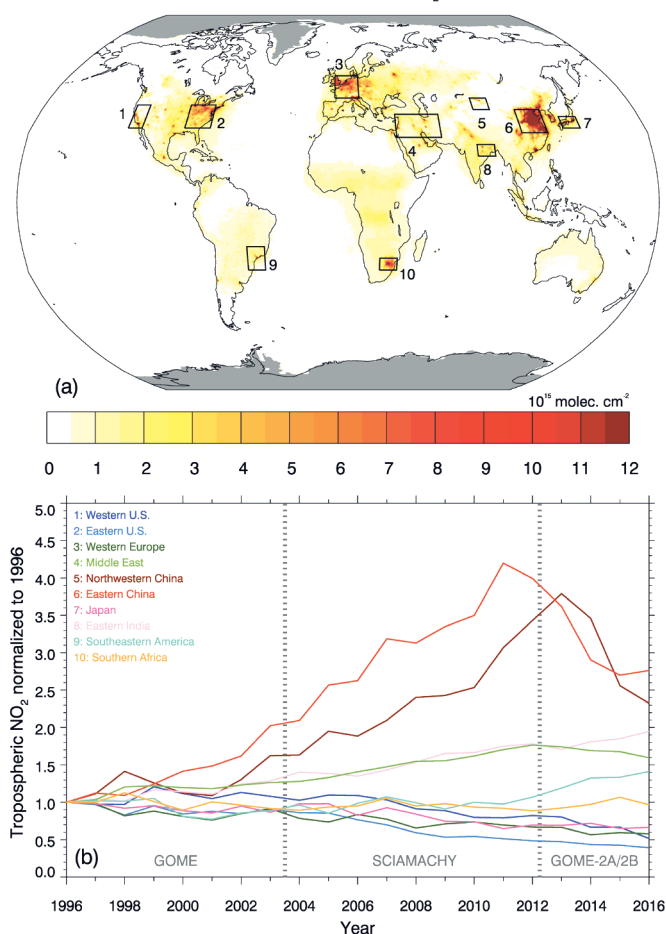 2
3
1
2
5
6
7
4
8
9
10
(a)
10¹⁵ molec. cm⁻²
0 1 2 3 4 5 6 7 8 9 10 11 12
5.0
4.5
4.0
3.5
3.0
2.5
2.0
1.5
1.0
0.5
0.0
Tropospheric NO₂ normalized to 1996
1: Western U.S.
2: Eastern U.S.
3: Western Europe
4: Middle East
5: Northwestern China
6: Eastern China
7: Japan
8: Eastern India
9: Southeastern America
10: Southern Africa
(b)
GOME SCIAMACHY GOME-2A/2B
1996 1998 2000 2002 2004 2006 2008 2010 2012 2014 2016
Year